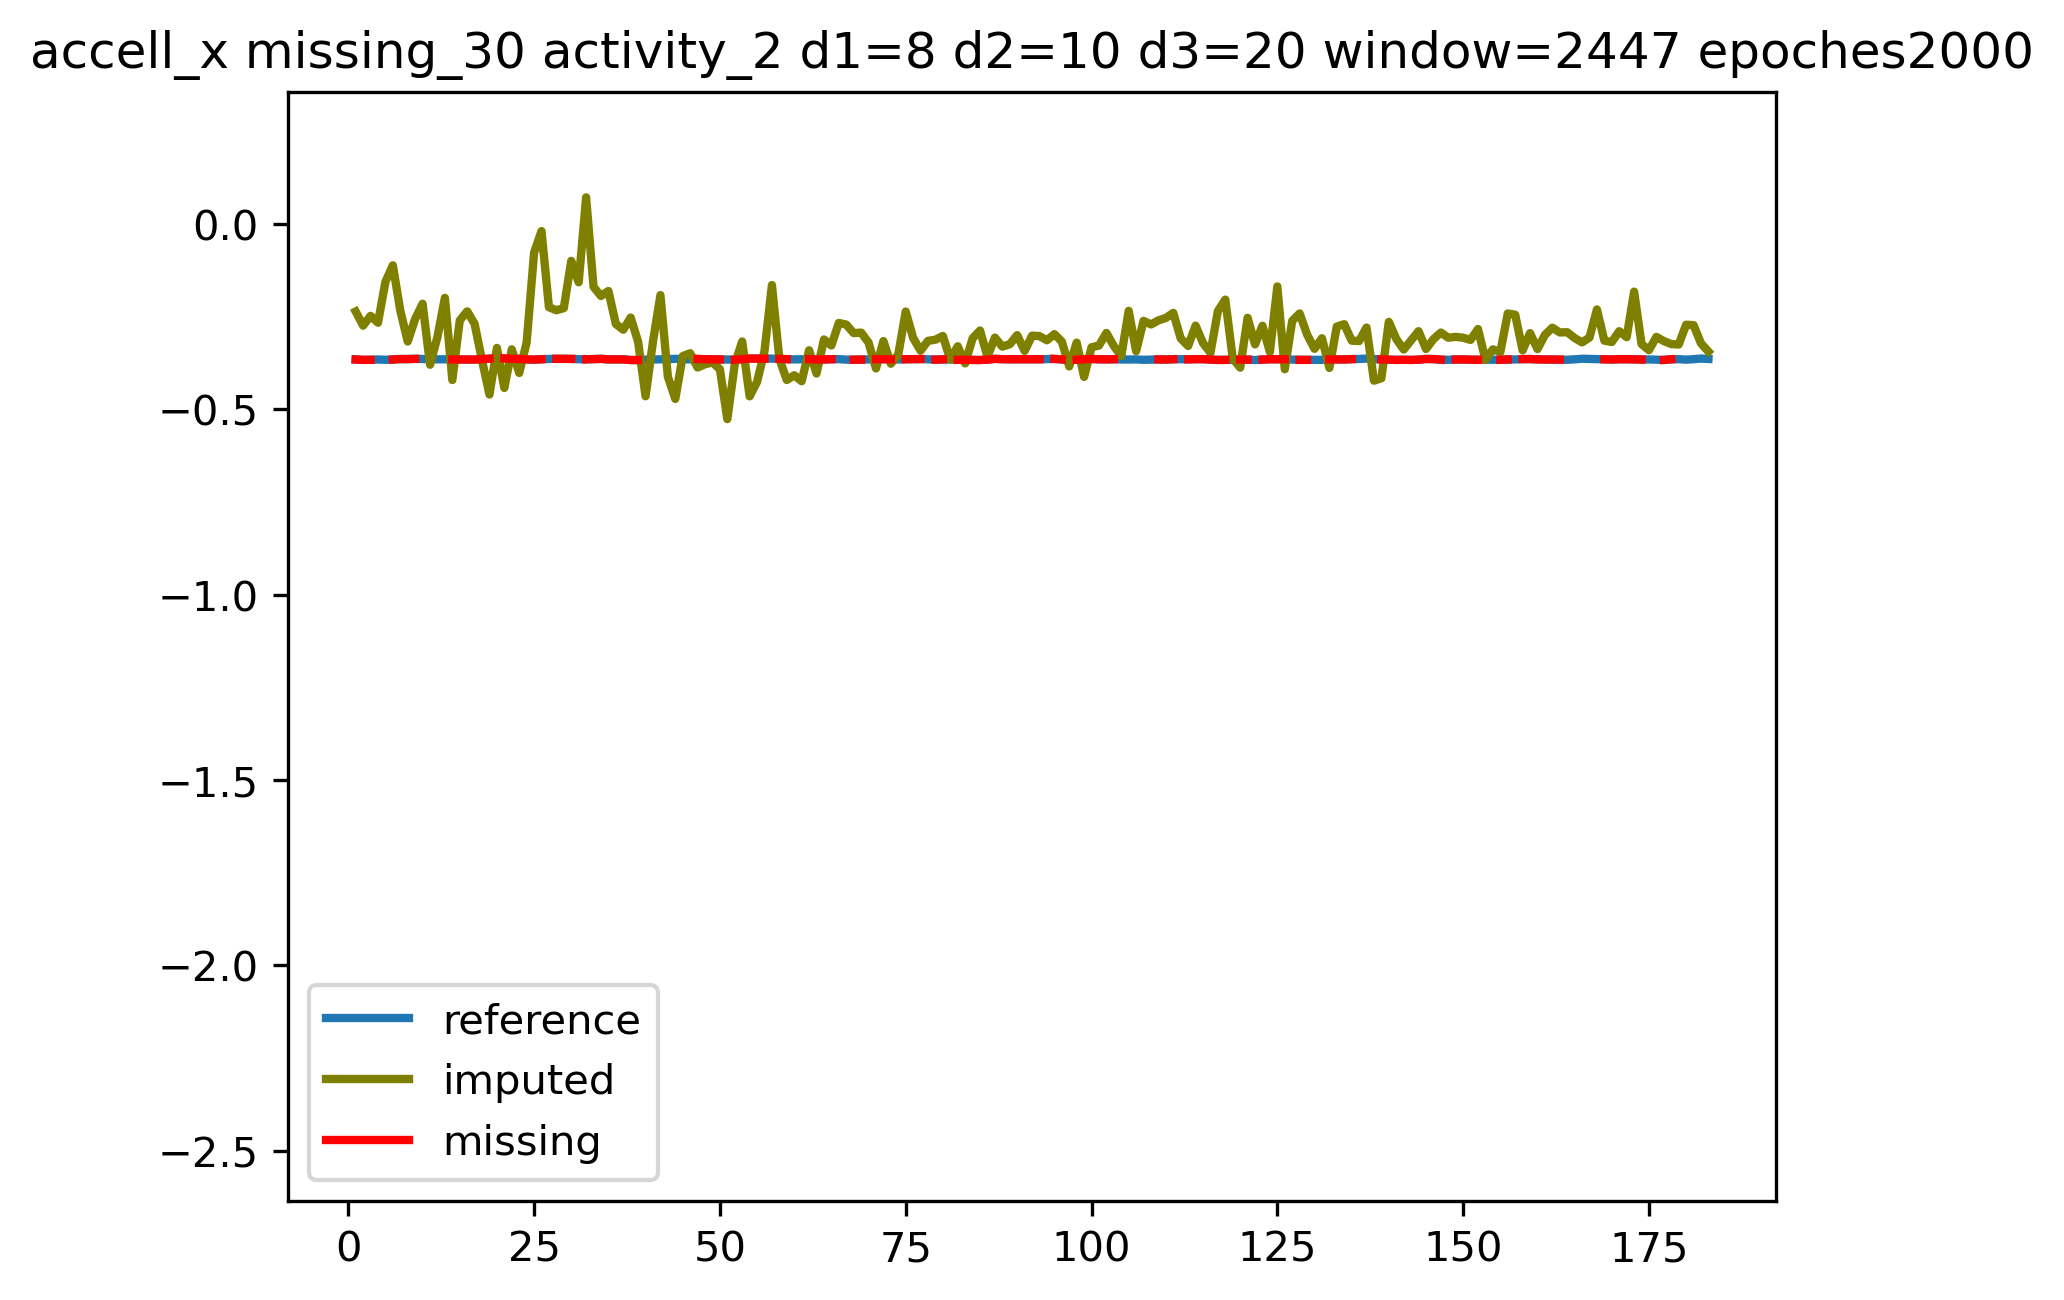 accell_x missing_30 activity_2 d1=8 d2=10 d3=20 window=2447 epoches2000
0.0
−0.5
−1.0
−1.5
−2.0
−2.5
reference
imputed
missing
0 25 50 75 100 125 150 175